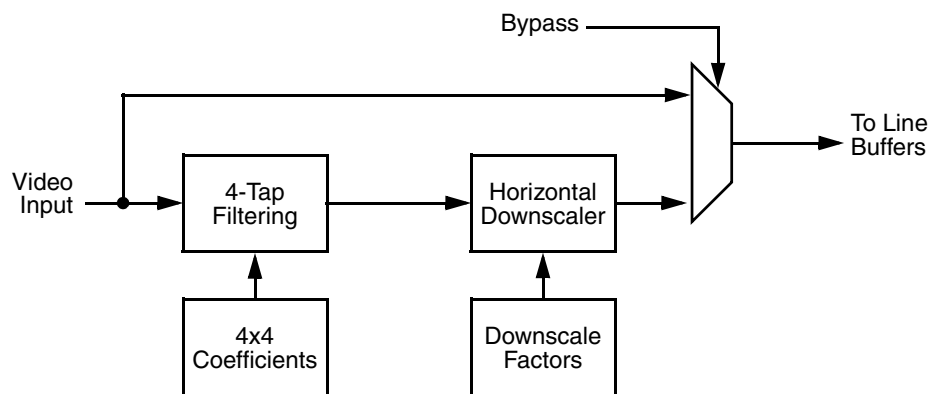 Bypass
To Line
Buffers
Video
Input
4-Tap
Filtering
Horizontal
Downscaler
4x4
Coefficients
Downscale
Factors